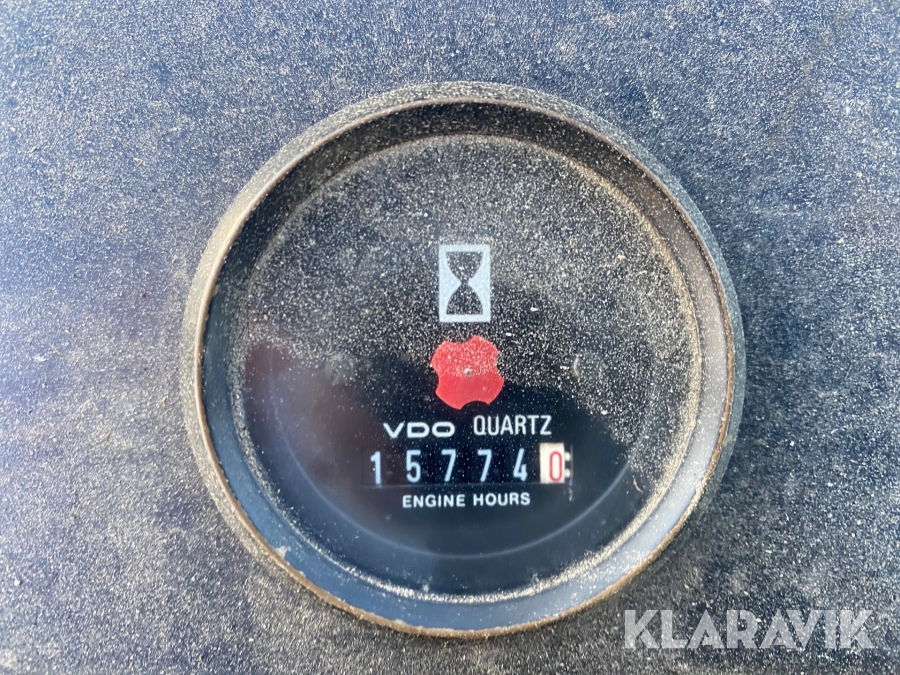 VDO QUARTZ
157740
ENGINE HOURS
KLARAVIK